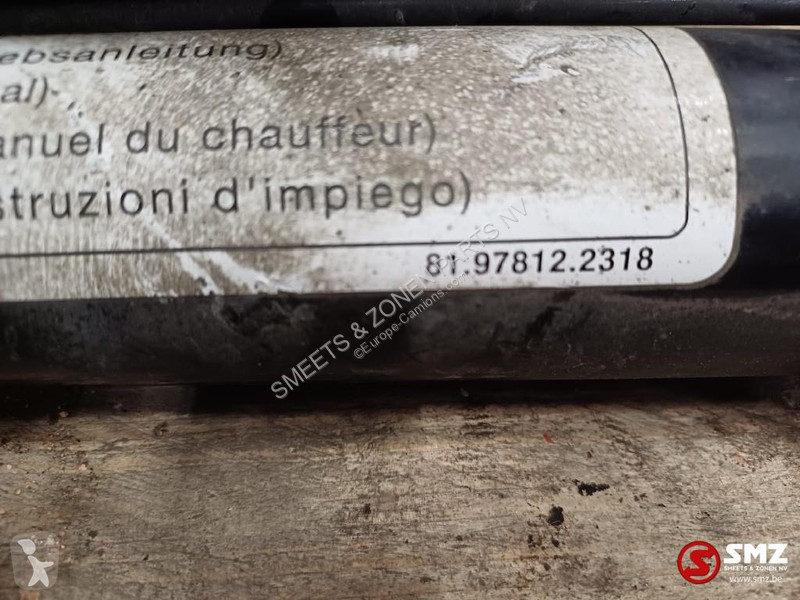 ebsanleitung)
al)
anuel du chauffeur)
struzioni d'impiego)
81.97812.2318
SMEETS & ZONEN PARTS NV
©Europe-Camions.com
SMZ
SMEETS & ZONEN NV
www.smz.be